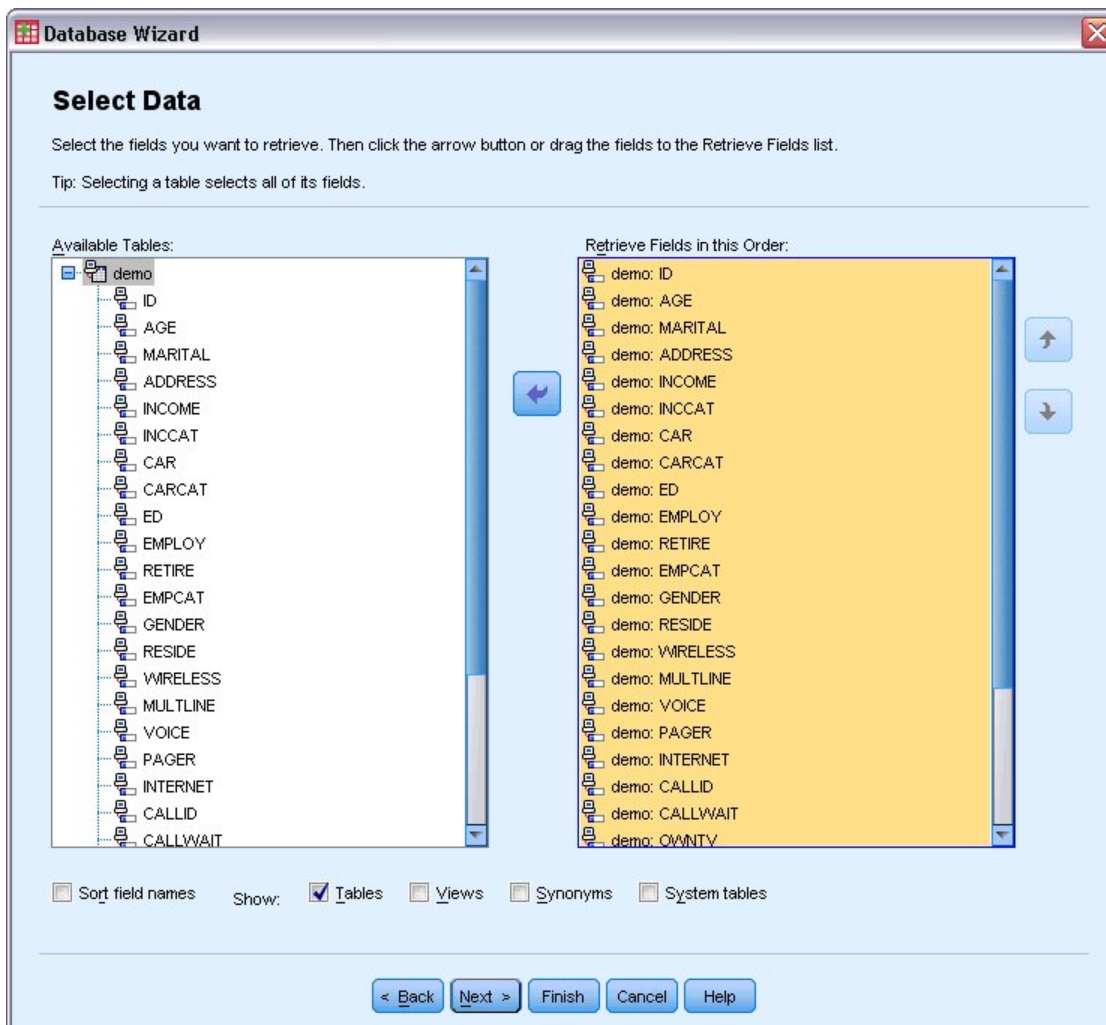 Database Wizard
Select Data
Select the fields you want to retrieve. Then click the arrow button or drag the fields to the Retrieve Fields list.
Tip: Selecting a table selects all of its fields.
Available Tables:
demo
ID
AGE
MARITAL
ADDRESS
INCOME
INCCAT
CAR
CARCAT
ED
EMPLOY
RETIRE
EMPCAT
GENDER
RESIDE
WIRELESS
MULTLINE
VOICE
PAGER
INTERNET
CALLID
CALLWAIT
Retrieve Fields in this Order:
demo: ID
demo: AGE
demo: MARITAL
demo: ADDRESS
demo: INCOME
demo: INCCAT
demo: CAR
demo: CARCAT
demo: ED
demo: EMPLOY
demo: RETIRE
demo: EMPCAT
demo: GENDER
demo: RESIDE
demo: WIRELESS
demo: MULTLINE
demo: VOICE
demo: PAGER
demo: INTERNET
demo: CALLID
demo: CALLWAIT
demo: OWNTV
Sort field names Show: Tables Views Synonyms System tables
< Back Next > Finish Cancel Help